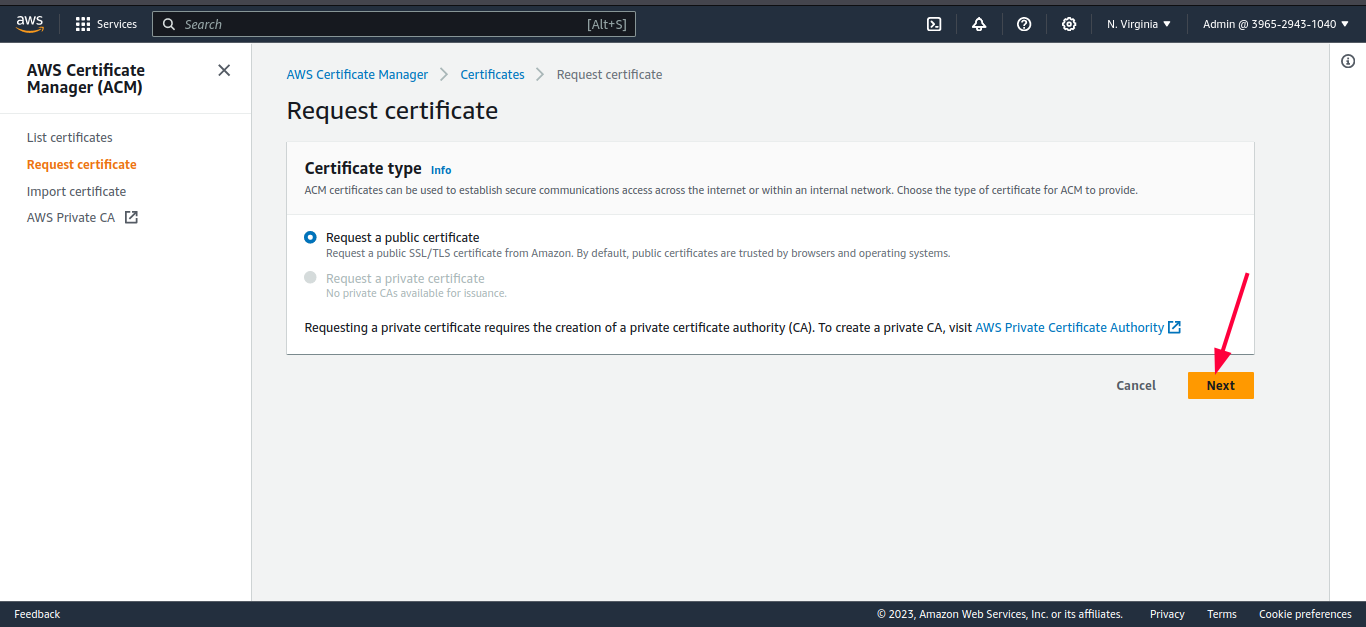 aws
Services
Search
[Alt+S]
N. Virginia
Admin @ 3965-2943-1040
AWS Certificate
Manager (ACM)
List certificates
Request certificate
Import certificate
AWS Private CA
AWS Certificate Manager
Certificates
Request certificate
Request certificate
Certificate type Info
ACM certificates can be used to establish secure communications access across the internet or within an internal network. Choose the type of certificate for ACM to provide.
Request a public certificate
Request a public SSL/TLS certificate from Amazon. By default, public certificates are trusted by browsers and operating systems.
Request a private certificate
No private CAs available for issuance.
Requesting a private certificate requires the creation of a private certificate authority (CA). To create a private CA, visit AWS Private Certificate Authority
Cancel
Next
Feedback
© 2023, Amazon Web Services, Inc. or its affiliates.
Privacy
Terms
Cookie preferences